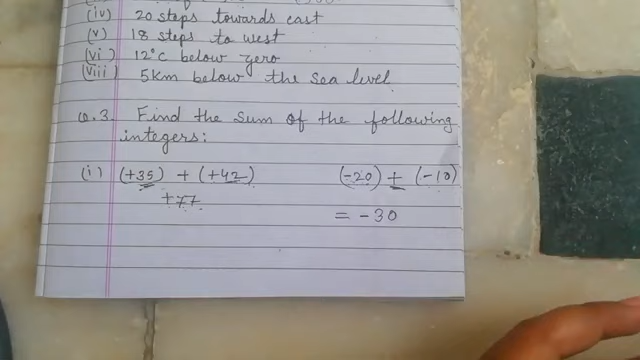 (iv) 20 steps towards east
(v) 18 steps to west
(vi) 12°C below zero
(viii) 5Km below the sea level
Q.3. Find the sum of the following
integers:
(i) (+35) + (+42) (-20) + (-10)
+77 = -30